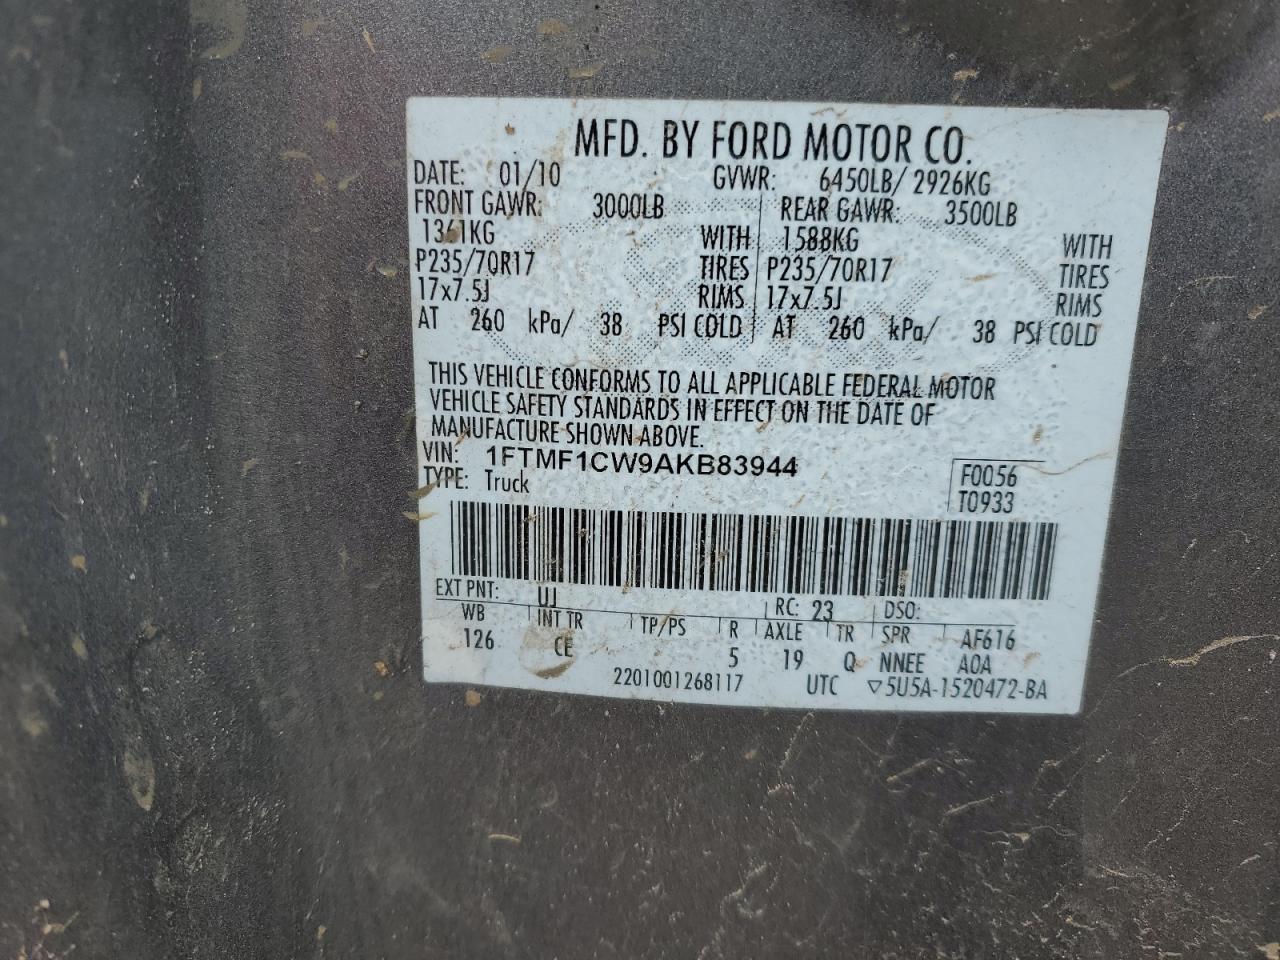 MFD. BY FORD MOTOR CO.
DATE: 01/10 GVWR: 6450LB/ 2926KG
FRONT GAWR: 3000LB REAR GAWR: 3500LB
1361KG WITH 1588KG WITH
P235/70R17 TIRES P235/70R17 TIRES
17x7.5J RIMS 17x7.5J RIMS
AT 260 kPa/ 38 PSI COLD AT 260 kPa/ 38 PSI COLD
THIS VEHICLE CONFORMS TO ALL APPLICABLE FEDERAL MOTOR
VEHICLE SAFETY STANDARDS IN EFFECT ON THE DATE OF
MANUFACTURE SHOWN ABOVE.
VIN: 1FTMF1CW9AKB83944
TYPE: Truck
F0056
T0933
EXT PNT: UJ RC: 23 DSO:
WB INT TR TP/PS R AXLE TR SPR AF616
126 CE 5 19 Q NNEE A0A
2201001268117 UTC ▽5U5A-1520472-BA